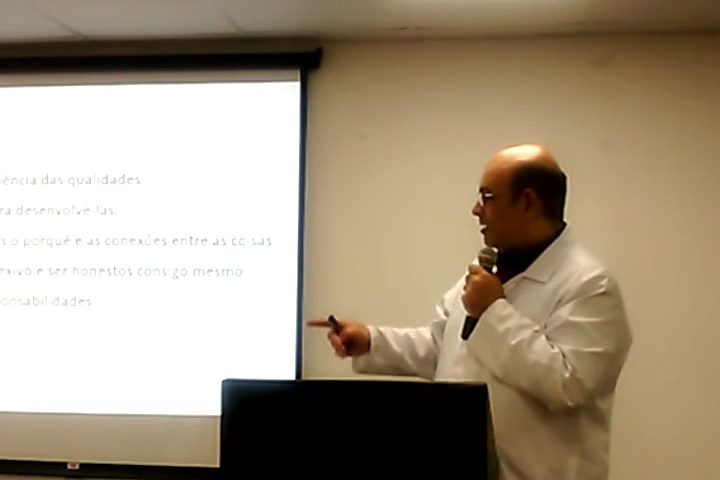 ência das qualidades
ra desenvolvê-las
s o porquê e as conexões entre as coisas
exivo e ser honestos consigo mesmo
onsabilidades